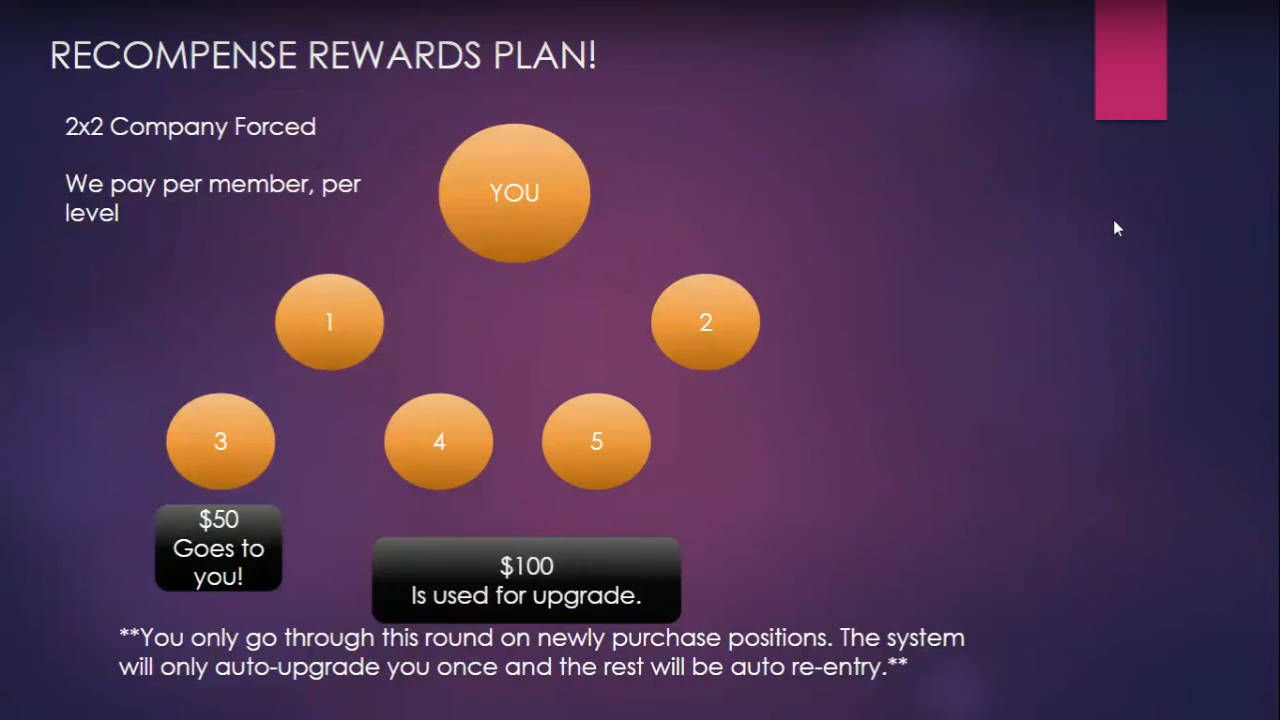 RECOMPENSE REWARDS PLAN!
2x2 Company Forced
We pay per member, per
level
YOU
1
2
3
4
5
$50
Goes to
you!
$100
Is used for upgrade.
**You only go through this round on newly purchase positions. The system
will only auto-upgrade you once and the rest will be auto re-entry.**